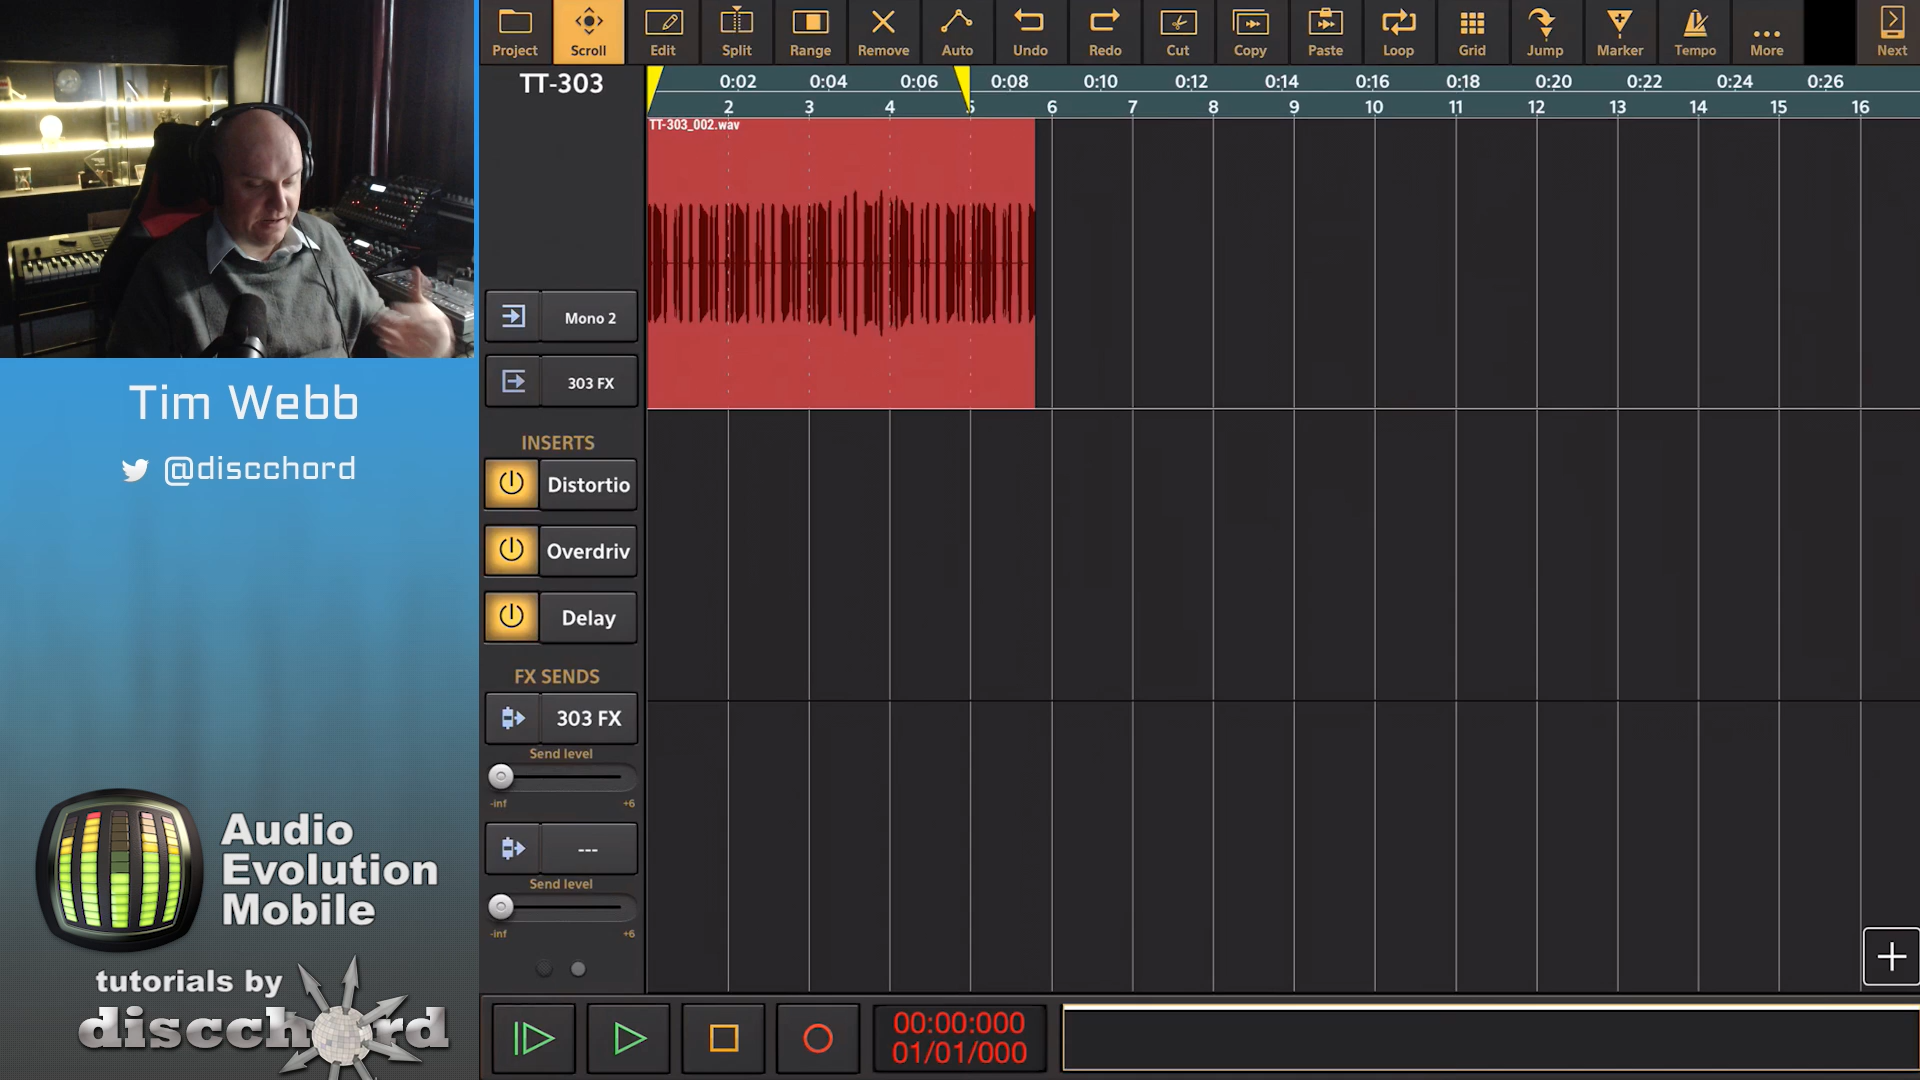 Project
Scroll
Edit
Split
Range
Remove
Auto
Undo
Redo
Cut
Copy
Paste
Loop
Grid
Jump
Marker
Tempo
More
Next
TT-303
0:02 0:04 0:06 0:08 0:10 0:12 0:14 0:16 0:18 0:20 0:22 0:24 0:26
2 3 4 5 6 7 8 9 10 11 12 13 14 15 16
TT-303_002.wav
Mono 2
303 FX
INSERTS
Distortio
Overdriv
Delay
FX SENDS
303 FX
Send level
-inf +6
---
Send level
-inf +6
00:00:000
01/01/000
Tim Webb
@discchord
Audio
Evolution
Mobile
tutorials by
discchord